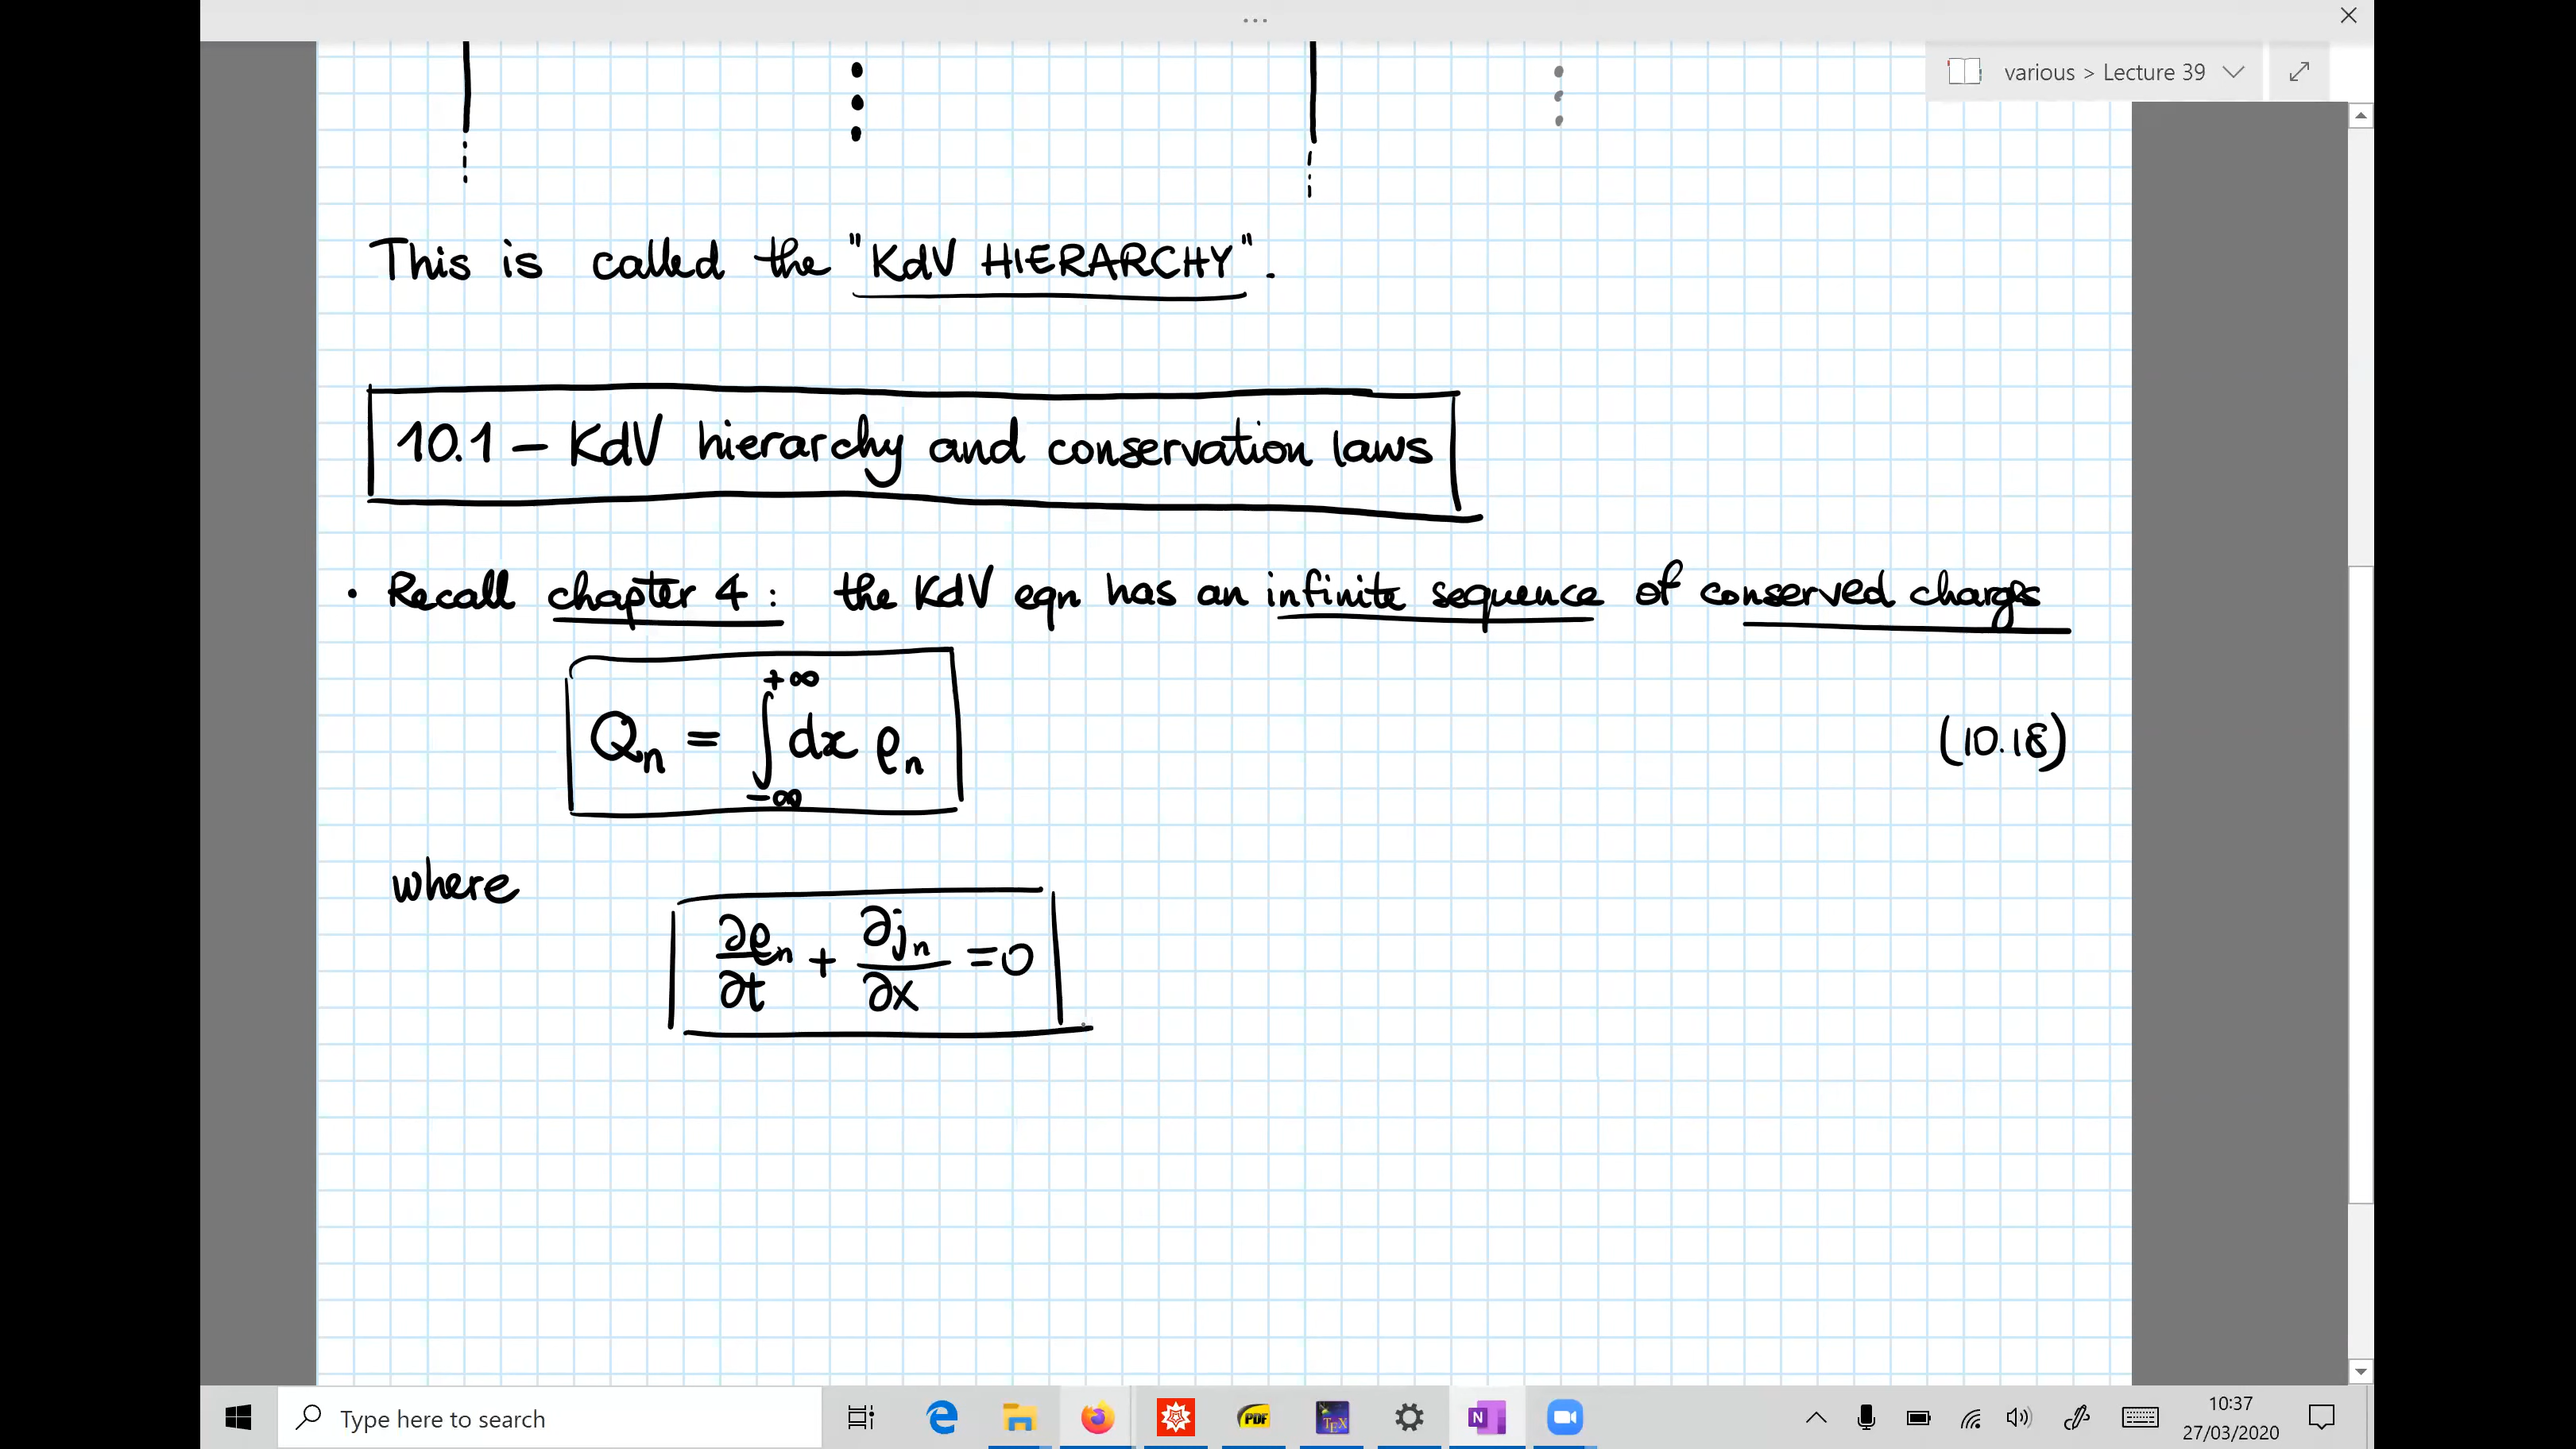 various > Lecture 39
This is called the "KdV HIERARCHY".
10.1 – KdV hierarchy and conservation laws
• Recall chapter 4: the KdV eqn has an infinite sequence of conserved charges
Qₙ = ∫_{-∞}^{+∞} dx ρₙ (10.18)
where
∂ρₙ/∂t + ∂jₙ/∂x = 0
Type here to search
PDF
TEX
N
10:37
27/03/2020